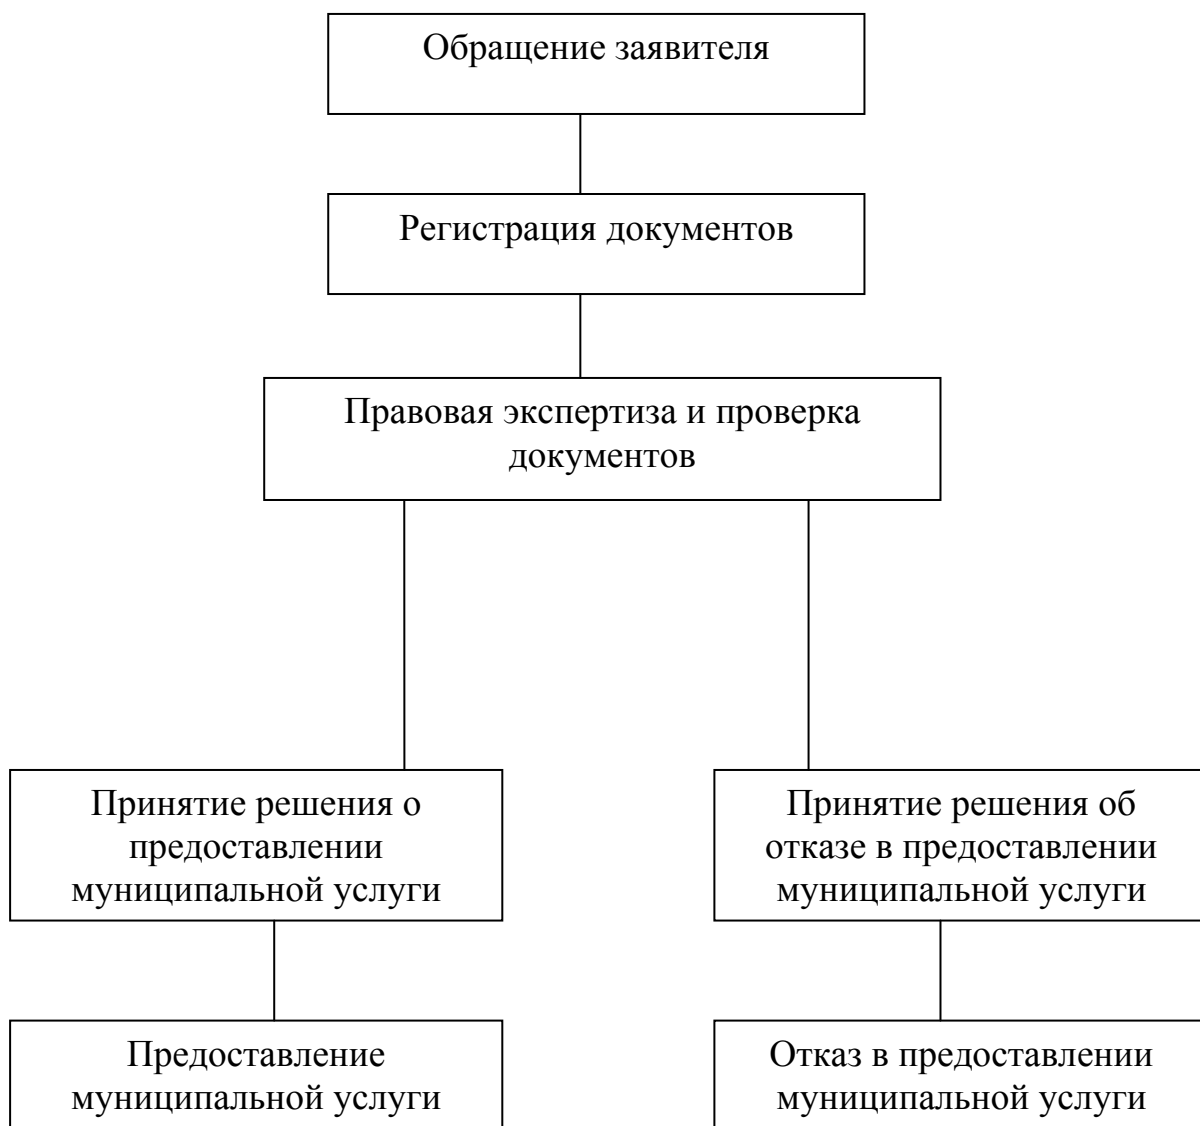 Обращение заявителя
Регистрация документов
Правовая экспертиза и проверка
документов
Принятие решения о
предоставлении
муниципальной услуги
Принятие решения об
отказе в предоставлении
муниципальной услуги
Предоставление
муниципальной услуги
Отказ в предоставлении
муниципальной услуги